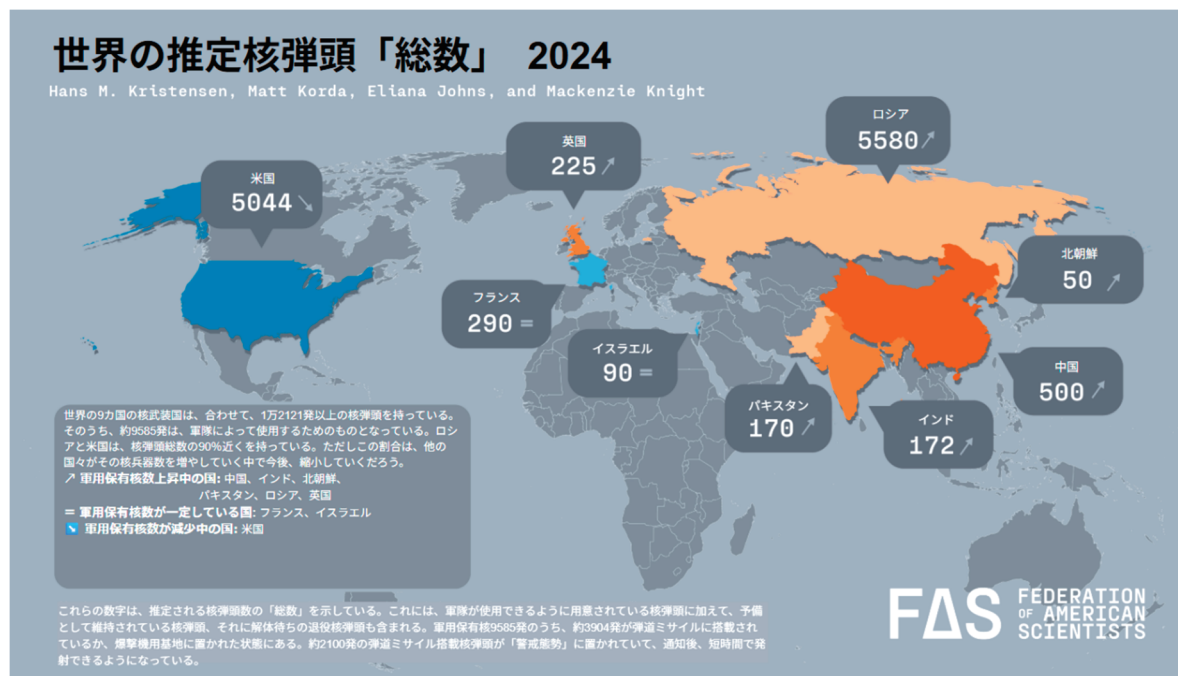 世界の推定核弾頭「総数」 2024
Hans M. Kristensen, Matt Korda, Eliana Johns, and Mackenzie Knight
ロシア
5580↗
英国
225↗
米国
5044↘
北朝鮮
50↗
フランス
290=
イスラエル
90=
中国
500↗
パキスタン
170↗
インド
172↗
世界の9カ国の核武装国は、合わせて、1万2121発以上の核弾頭を持っている。
そのうち、約9585発は、軍隊によって使用するためのものとなっている。ロシ
アと米国は、核弾頭総数の90%近くを持っている。ただしこの割合は、他の
国々がその核兵器数を増やしていく中で今後、縮小していくだろう。
↗ 軍用保有核数上昇中の国: 中国、インド、北朝鮮、
パキスタン、ロシア、英国
= 軍用保有核数が一定している国: フランス、イスラエル
↘ 軍用保有核数が減少中の国: 米国
これらの数字は、推定される核弾頭数の「総数」を示している。これには、軍隊が使用できるように用意されている核弾頭に加えて、予備
として維持されている核弾頭、それに解体待ちの退役核弾頭も含まれる。軍用保有核9585発のうち、約3904発が弾道ミサイルに搭載され
ているか、爆撃機用基地に置かれた状態にある。約2100発の弾道ミサイル搭載核弾頭が「警戒態勢」に置かれていて、通知後、短時間で発
射できるようになっている。
FAS
FEDERATION
OF AMERICAN
SCIENTISTS